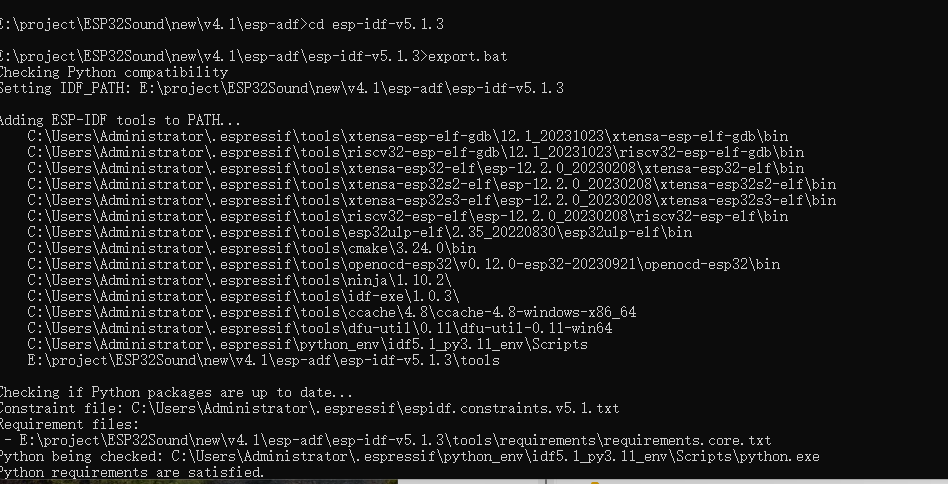 E:\project\ESP32Sound\new\v4.1\esp-adf>cd esp-idf-v5.1.3
E:\project\ESP32Sound\new\v4.1\esp-adf\esp-idf-v5.1.3>export.bat
Checking Python compatibility
Setting IDF_PATH: E:\project\ESP32Sound\new\v4.1\esp-adf\esp-idf-v5.1.3
Adding ESP-IDF tools to PATH...
C:\Users\Administrator\.espressif\tools\xtensa-esp-elf-gdb\12.1_20231023\xtensa-esp-elf-gdb\bin
C:\Users\Administrator\.espressif\tools\riscv32-esp-elf-gdb\12.1_20231023\riscv32-esp-elf-gdb\bin
C:\Users\Administrator\.espressif\tools\xtensa-esp32-elf\esp-12.2.0_20230208\xtensa-esp32-elf\bin
C:\Users\Administrator\.espressif\tools\xtensa-esp32s2-elf\esp-12.2.0_20230208\xtensa-esp32s2-elf\bin
C:\Users\Administrator\.espressif\tools\xtensa-esp32s3-elf\esp-12.2.0_20230208\xtensa-esp32s3-elf\bin
C:\Users\Administrator\.espressif\tools\riscv32-esp-elf\esp-12.2.0_20230208\riscv32-esp-elf\bin
C:\Users\Administrator\.espressif\tools\esp32ulp-elf\2.35_20220830\esp32ulp-elf\bin
C:\Users\Administrator\.espressif\tools\cmake\3.24.0\bin
C:\Users\Administrator\.espressif\tools\openocd-esp32\v0.12.0-esp32-20230921\openocd-esp32\bin
C:\Users\Administrator\.espressif\tools\ninja\1.10.2\
C:\Users\Administrator\.espressif\tools\idf-exe\1.0.3\
C:\Users\Administrator\.espressif\tools\ccache\4.8\ccache-4.8-windows-x86_64
C:\Users\Administrator\.espressif\tools\dfu-util\0.11\dfu-util-0.11-win64
C:\Users\Administrator\.espressif\python_env\idf5.1_py3.11_env\Scripts
E:\project\ESP32Sound\new\v4.1\esp-adf\esp-idf-v5.1.3\tools
Checking if Python packages are up to date...
Constraint file: C:\Users\Administrator\.espressif\espidf.constraints.v5.1.txt
Requirement files:
- E:\project\ESP32Sound\new\v4.1\esp-adf\esp-idf-v5.1.3\tools\requirements\requirements.core.txt
Python being checked: C:\Users\Administrator\.espressif\python_env\idf5.1_py3.11_env\Scripts\python.exe
Python requirements are satisfied.